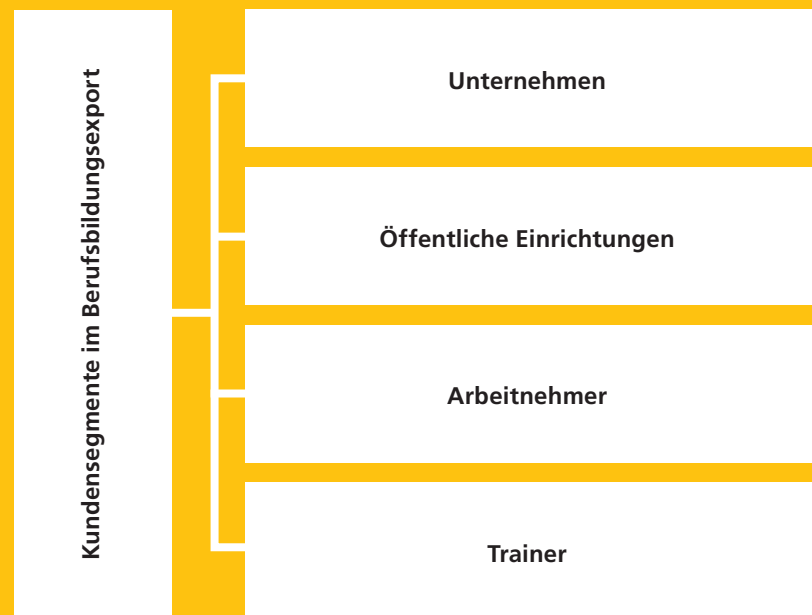 Kundensegmente im Berufsbildungsexport
Unternehmen
Öffentliche Einrichtungen
Arbeitnehmer
Trainer